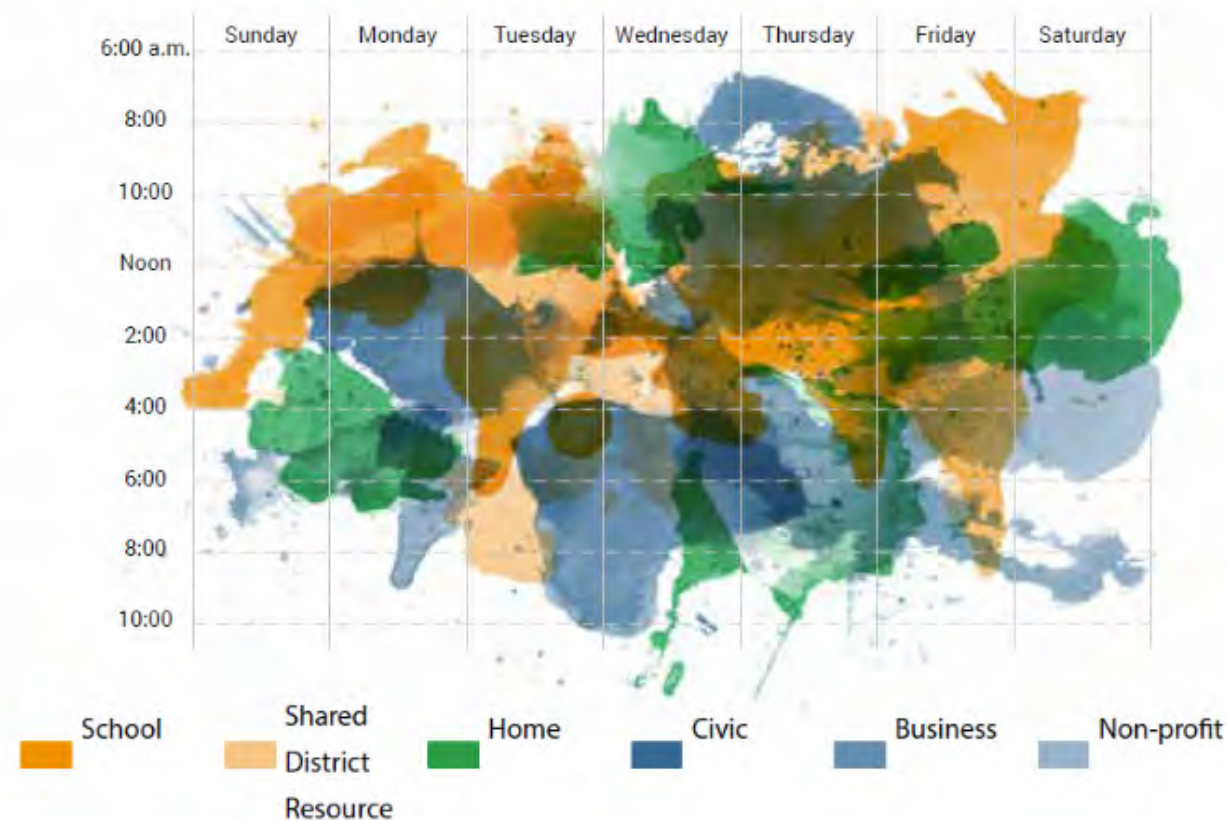 Sunday Monday Tuesday Wednesday Thursday Friday Saturday
6:00 a.m.
8:00
10:00
Noon
2:00
4:00
6:00
8:00
10:00
School
Shared
District
Resource
Home
Civic
Business
Non-profit